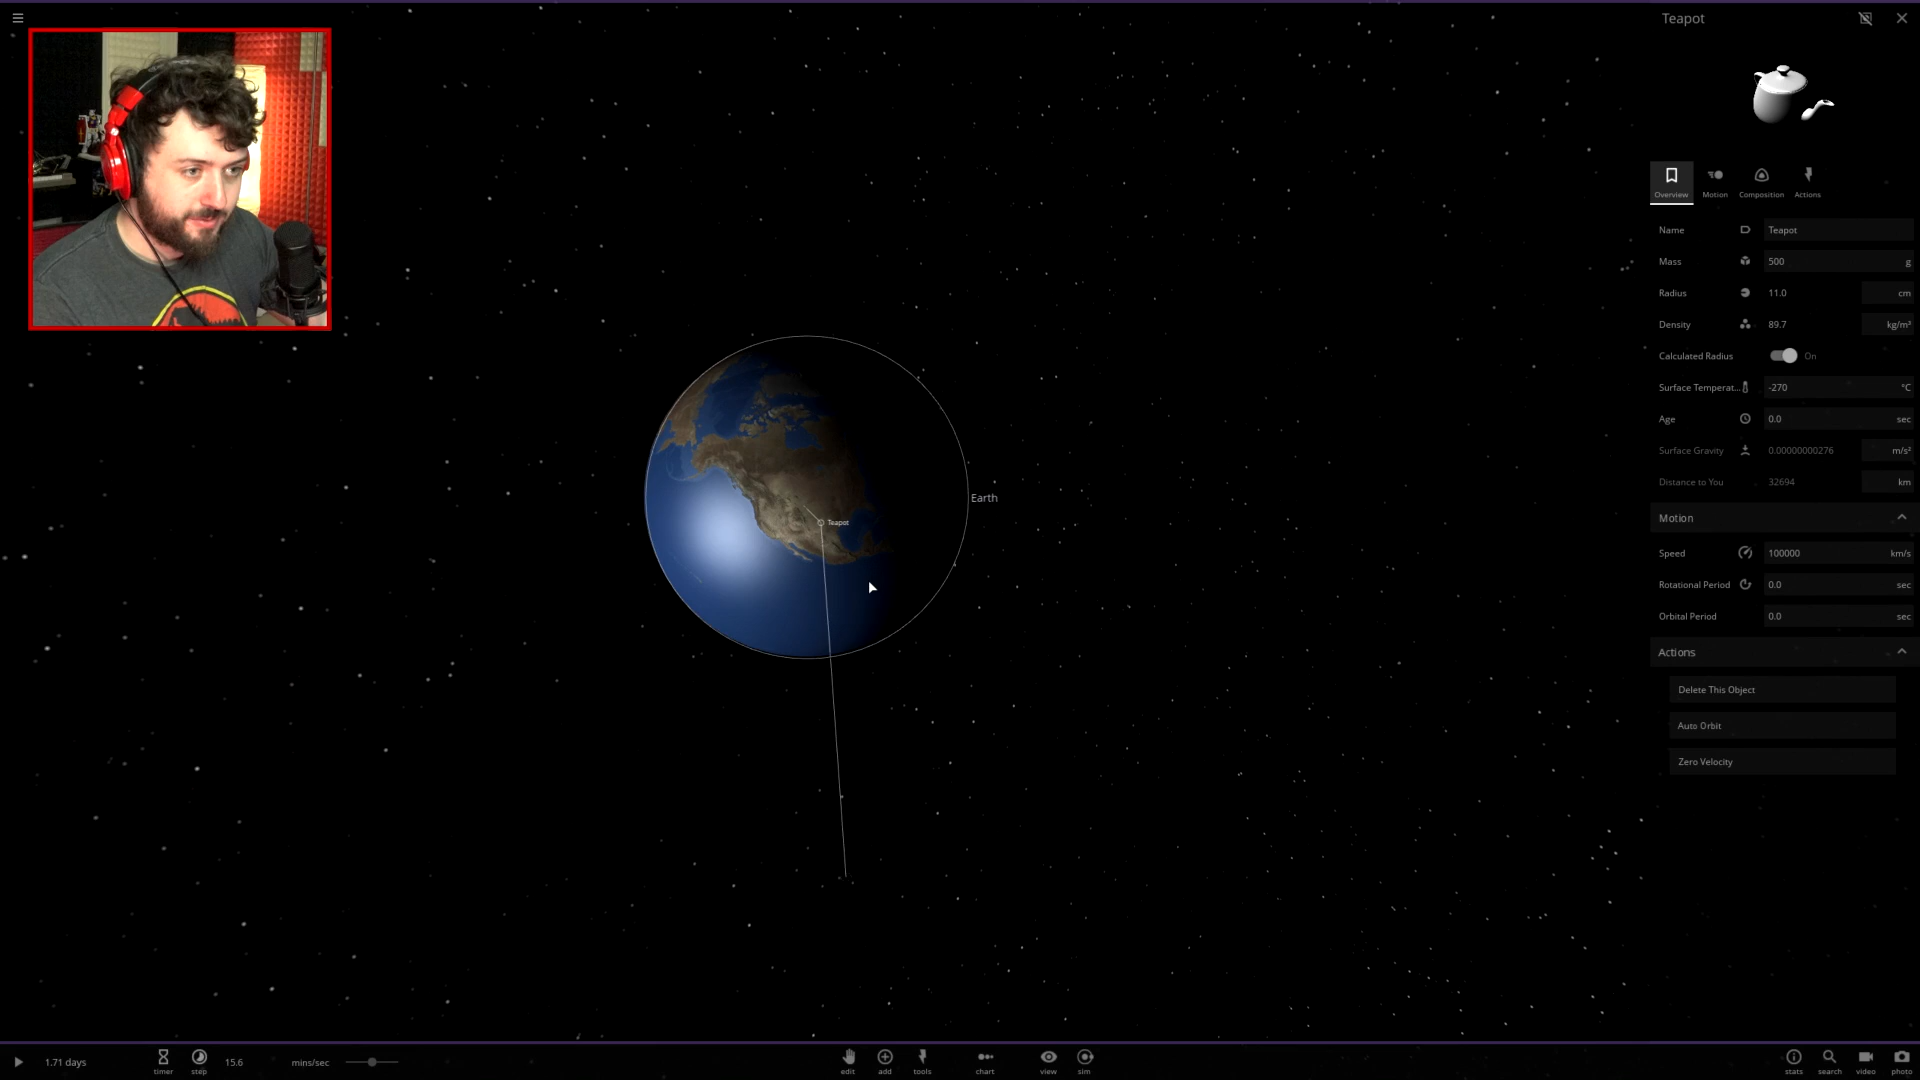 Teapot
Overview Motion Composition Actions
Name Teapot
Mass 500 g
Radius 11.0 cm
Density 89.7 kg/m³
Calculated Radius On
Surface Temperat... -270 °C
Age 0.0 sec
Surface Gravity 0.00000000276 m/s²
Distance to You 32694 km
Motion
Speed 100000 km/s
Rotational Period 0.0 sec
Orbital Period 0.0 sec
Actions
Delete This Object
Auto Orbit
Zero Velocity
Earth
Teapot
1.71 days timer step 15.6 mins/sec edit add tools chart view sim stats search video photo